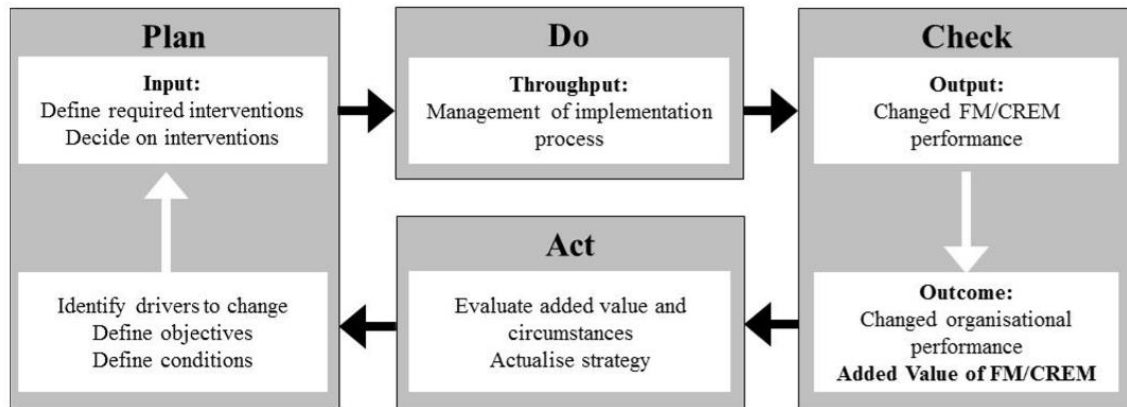 Plan
Input:
Define required interventions
Decide on interventions
Identify drivers to change
Define objectives
Define conditions
Do
Throughput:
Management of implementation
process
Act
Evaluate added value and
circumstances
Actualise strategy
Check
Output:
Changed FM/CREM
performance
Outcome:
Changed organisational
performance
Added Value of FM/CREM